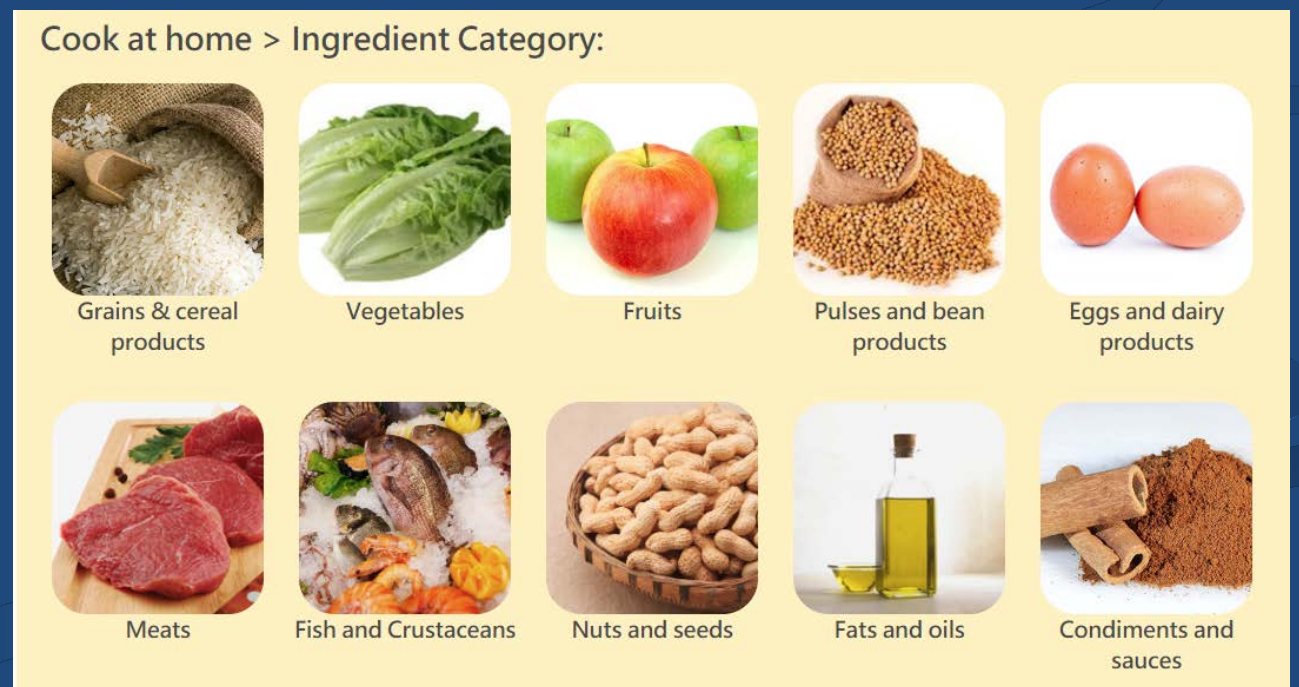 Cook at home > Ingredient Category:
Grains & cereal
products
Vegetables
Fruits
Pulses and bean
products
Eggs and dairy
products
Meats
Fish and Crustaceans
Nuts and seeds
Fats and oils
Condiments and
sauces